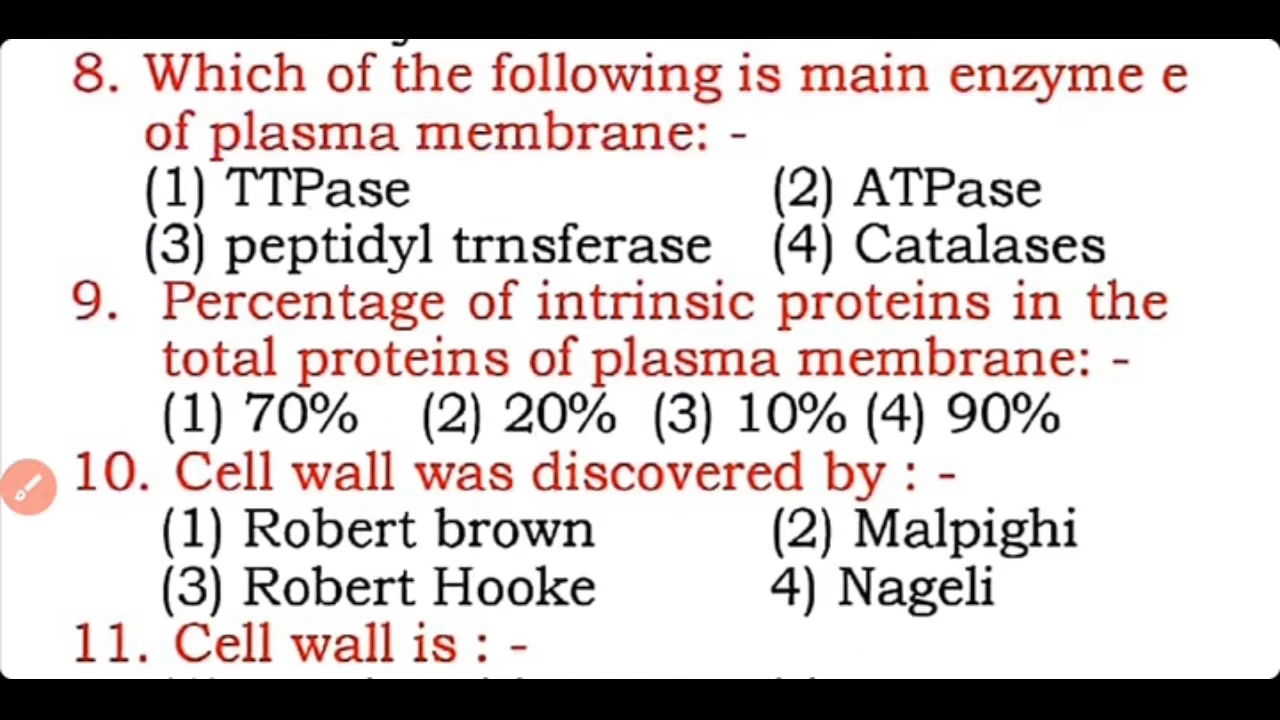 8. Which of the following is main enzyme e
of plasma membrane: -
(1) TTPase (2) ATPase
(3) peptidyl trnsferase (4) Catalases
9. Percentage of intrinsic proteins in the
total proteins of plasma membrane: -
(1) 70% (2) 20% (3) 10% (4) 90%
10. Cell wall was discovered by : -
(1) Robert brown (2) Malpighi
(3) Robert Hooke 4) Nageli
11. Cell wall is : -